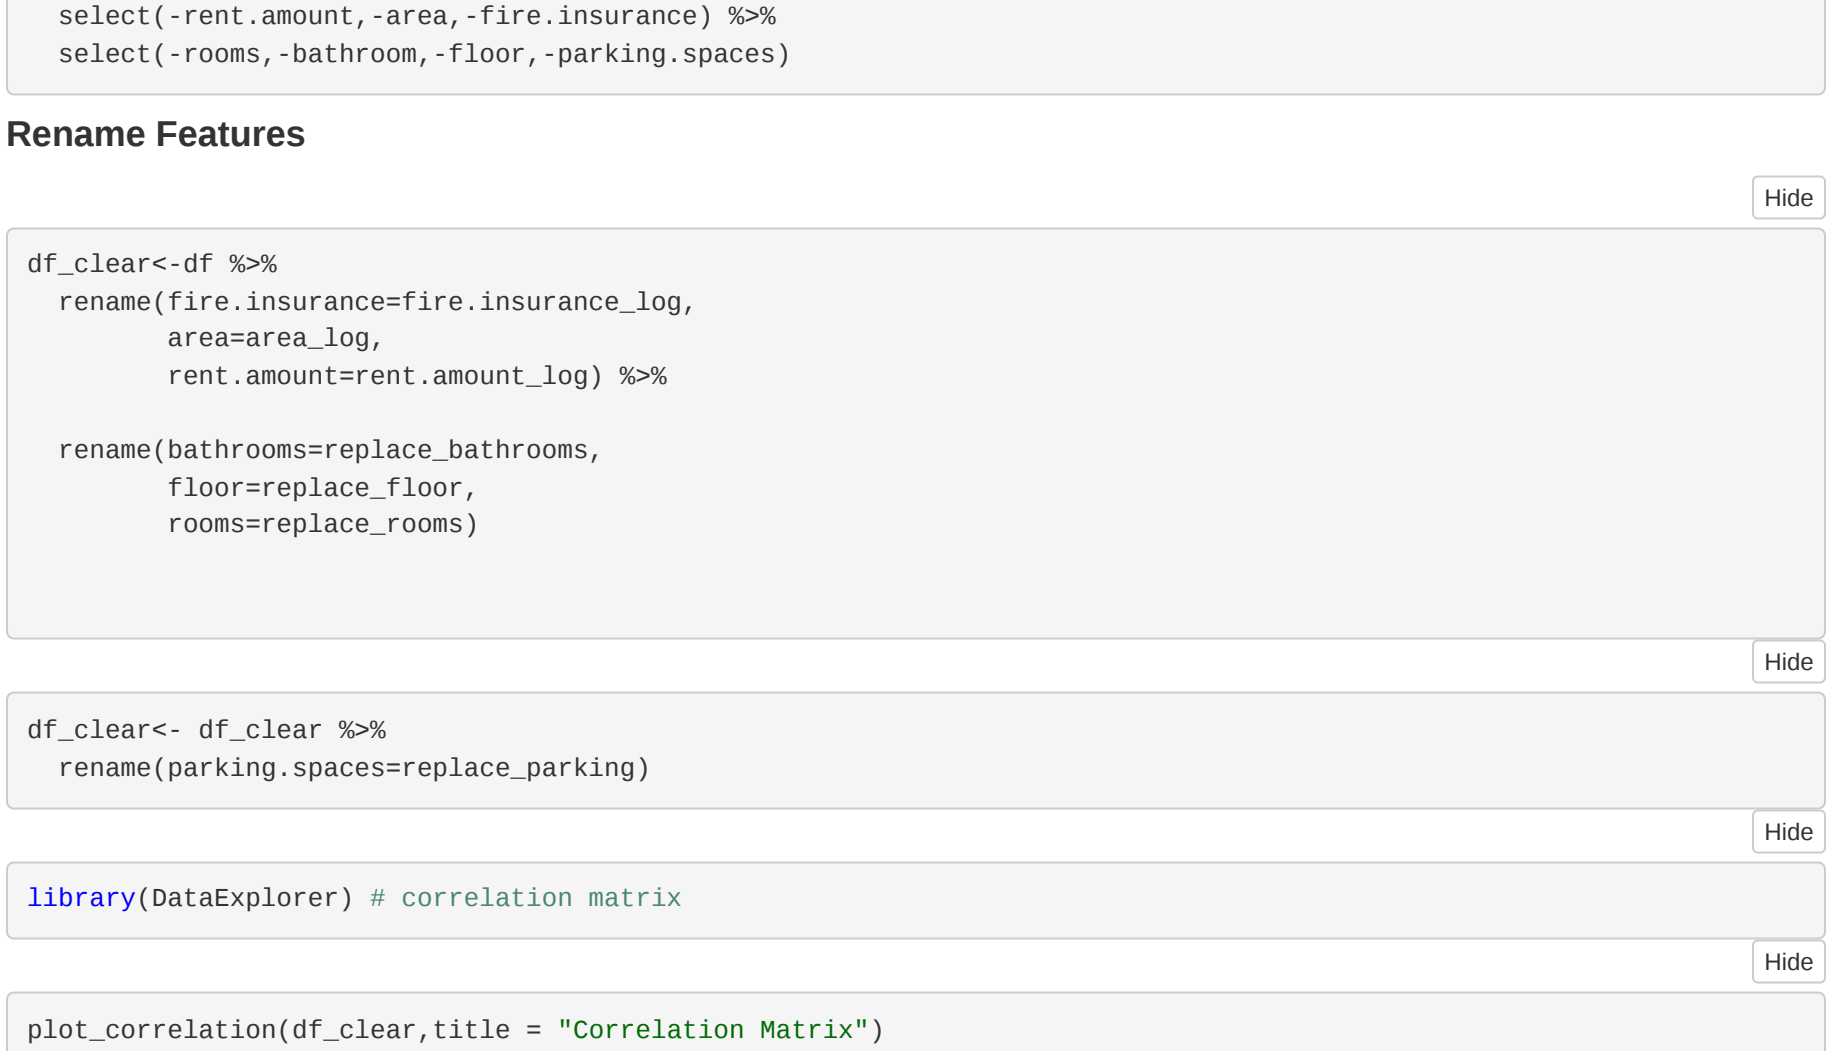 select(-rent.amount,-area,-fire.insurance) %>%
select(-rooms,-bathroom,-floor,-parking.spaces)
Rename Features
Hide
df_clear<-df %>%
rename(fire.insurance=fire.insurance_log,
area=area_log,
rent.amount=rent.amount_log) %>%
rename(bathrooms=replace_bathrooms,
floor=replace_floor,
rooms=replace_rooms)
Hide
df_clear<- df_clear %>%
rename(parking.spaces=replace_parking)
Hide
library(DataExplorer) # correlation matrix
Hide
plot_correlation(df_clear,title = "Correlation Matrix")